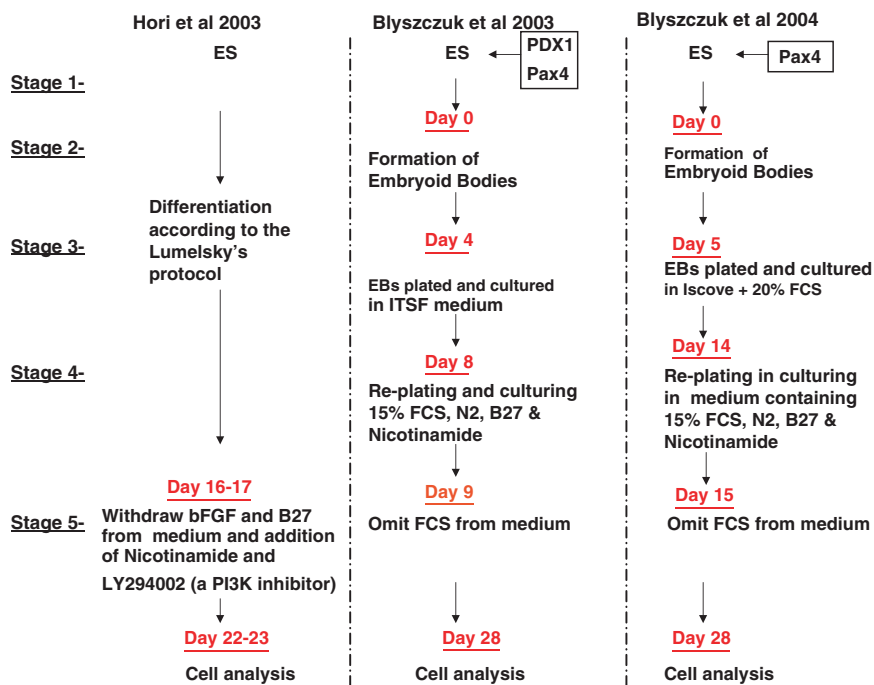 Hori et al 2003
ES
Differentiation
according to the
Lumelsky's
protocol
Day 16-17
Withdraw bFGF and B27
from medium and addition
of Nicotinamide and
LY294002 (a PI3K inhibitor)
Day 22-23
Cell analysis
Blyszczuk et al 2003
ES
PDX1
Pax4
Day 0
Formation of
Embryoid Bodies
Day 4
EBs plated and cultured
in ITSF medium
Day 8
Re-plating and culturing
15% FCS, N2, B27 &
Nicotinamide
Day 9
Omit FCS from medium
Day 28
Cell analysis
Blyszczuk et al 2004
ES
Pax4
Day 0
Formation of
Embryoid Bodies
Day 5
EBs plated and cultured
in Iscove + 20% FCS
Day 14
Re-plating in culturing
in medium containing
15% FCS, N2, B27 &
Nicotinamide
Day 15
Omit FCS from medium
Day 28
Cell analysis
Stage 1-
Stage 2-
Stage 3-
Stage 4-
Stage 5-